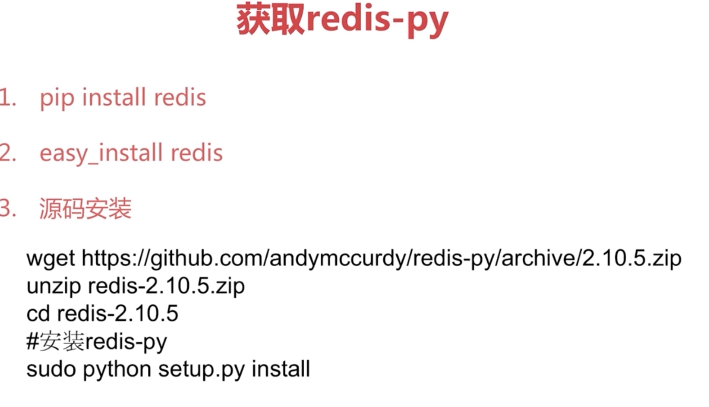 获取redis-py
1. pip install redis
2. easy_install redis
3. 源码安装
wget https://github.com/andymccurdy/redis-py/archive/2.10.5.zip
unzip redis-2.10.5.zip
cd redis-2.10.5
#安装redis-py
sudo python setup.py install